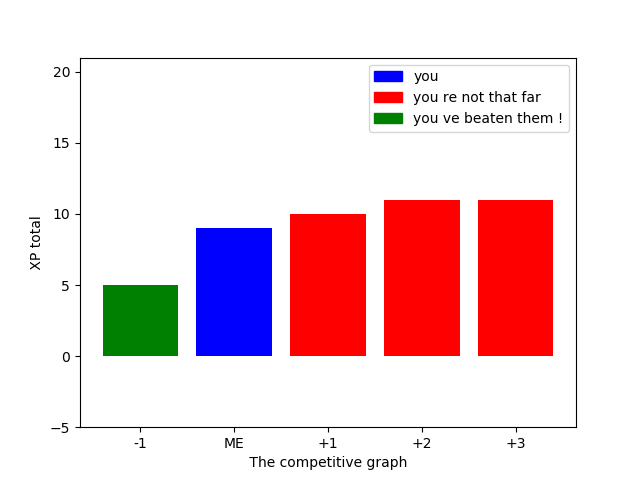 20
15
10
5
0
−5
XP total
you
you re not that far
you ve beaten them !
-1 ME +1 +2 +3
The competitive graph